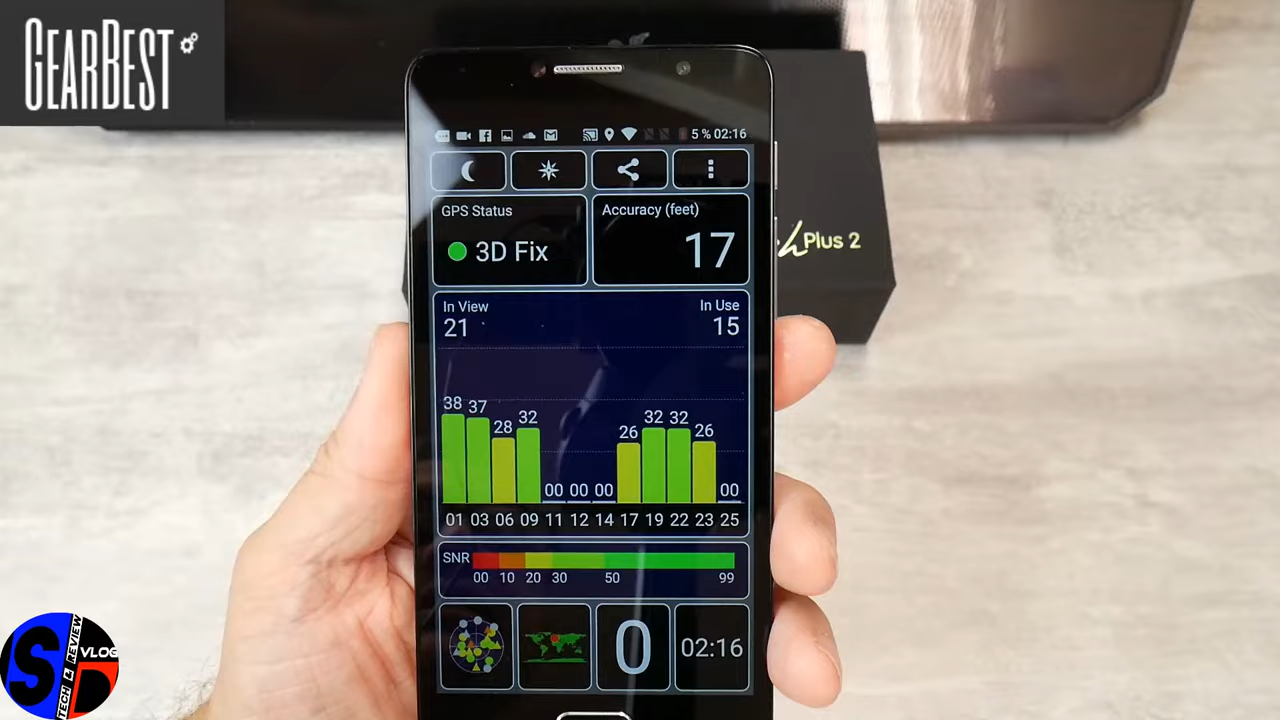 GEARBEST
5 % 02:16
GPS Status
3D Fix
Accuracy (feet)
17
Plus 2
In View
21
In Use
15
38 37 28 32 00 00 00 26 32 32 26 00
01 03 06 09 11 12 14 17 19 22 23 25
SNR
00 10 20 30 50 99
0
02:16
SD
TECH & REVIEW
VLOG